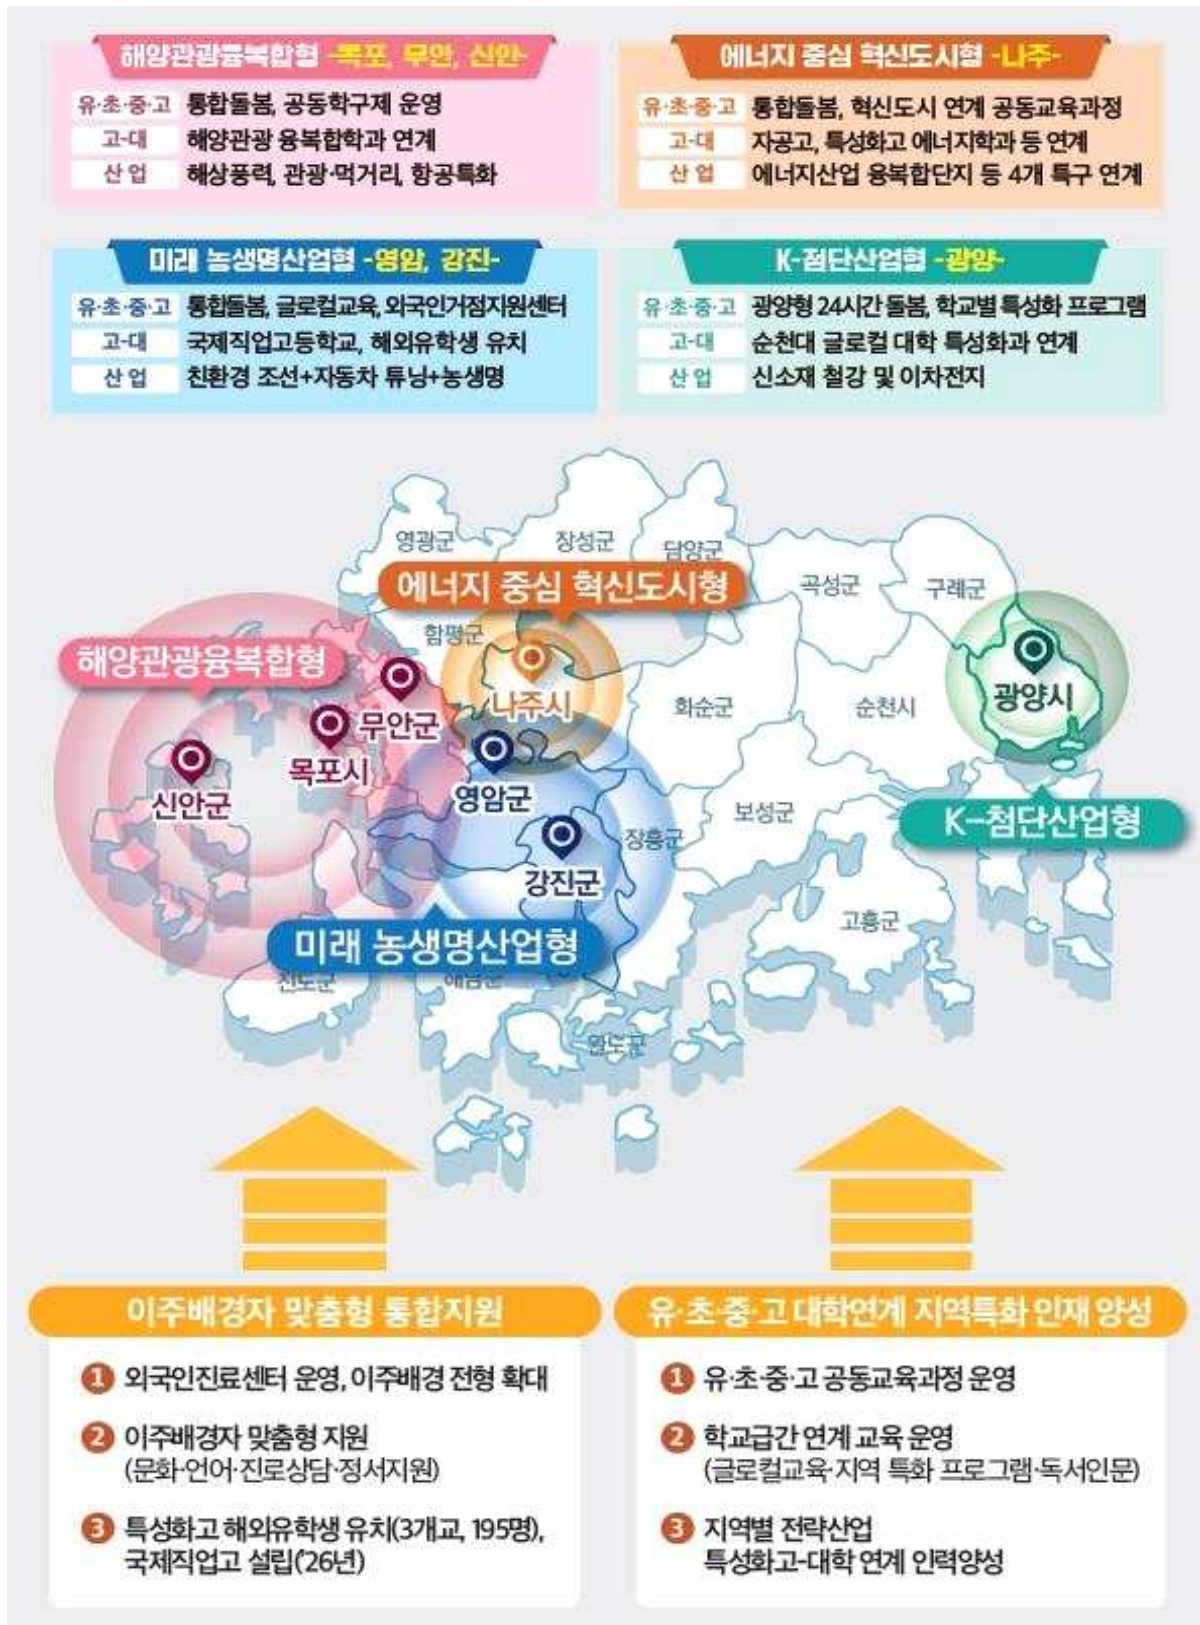 해양관광융복합형 -목포, 무안, 신안-
유·초·중·고 통합돌봄, 공동학구제 운영
고-대 해양관광 융복합학과 연계
산업 해상풍력, 관광·먹거리, 항공특화
에너지 중심 혁신도시형 -나주-
유·초·중·고 통합돌봄, 혁신도시 연계 공동교육과정
고-대 자공고, 특성화고 에너지학과 등 연계
산업 에너지산업 융복합단지 등 4개 특구 연계
미래 농생명산업형 -영암, 강진-
유·초·중·고 통합돌봄, 글로컬교육, 외국인거점지원센터
고-대 국제직업고등학교, 해외유학생 유치
산업 친환경 조선+자동차 튜닝+농생명
K-첨단산업형 -광양-
유·초·중·고 광양형 24시간 돌봄, 학교별 특성화 프로그램
고-대 순천대 글로컬 대학 특성화과 연계
산업 신소재 철강 및 이차전지
영광군
장성군
담양군
곡성군
구례군
에너지 중심 혁신도시형
함평군
해양관광융복합형
무안군
나주시
화순군
순천시
광양시
목포시
신안군
영암군
보성군
K-첨단산업형
장흥군
강진군
고흥군
미래 농생명산업형
진도군
해남군
완도군
이주배경자 맞춤형 통합지원
1 외국인진료센터 운영, 이주배경 전형 확대
2 이주배경자 맞춤형 지원
(문화·언어·진로상담·정서지원)
3 특성화고 해외유학생 유치(3개교, 195명),
국제직업고 설립('26년)
유·초·중·고 대학연계 지역특화 인재 양성
1 유·초·중·고 공동교육과정 운영
2 학교급간 연계 교육 운영
(글로컬교육·지역 특화 프로그램·독서인문)
3 지역별 전략산업
특성화고-대학 연계 인력양성